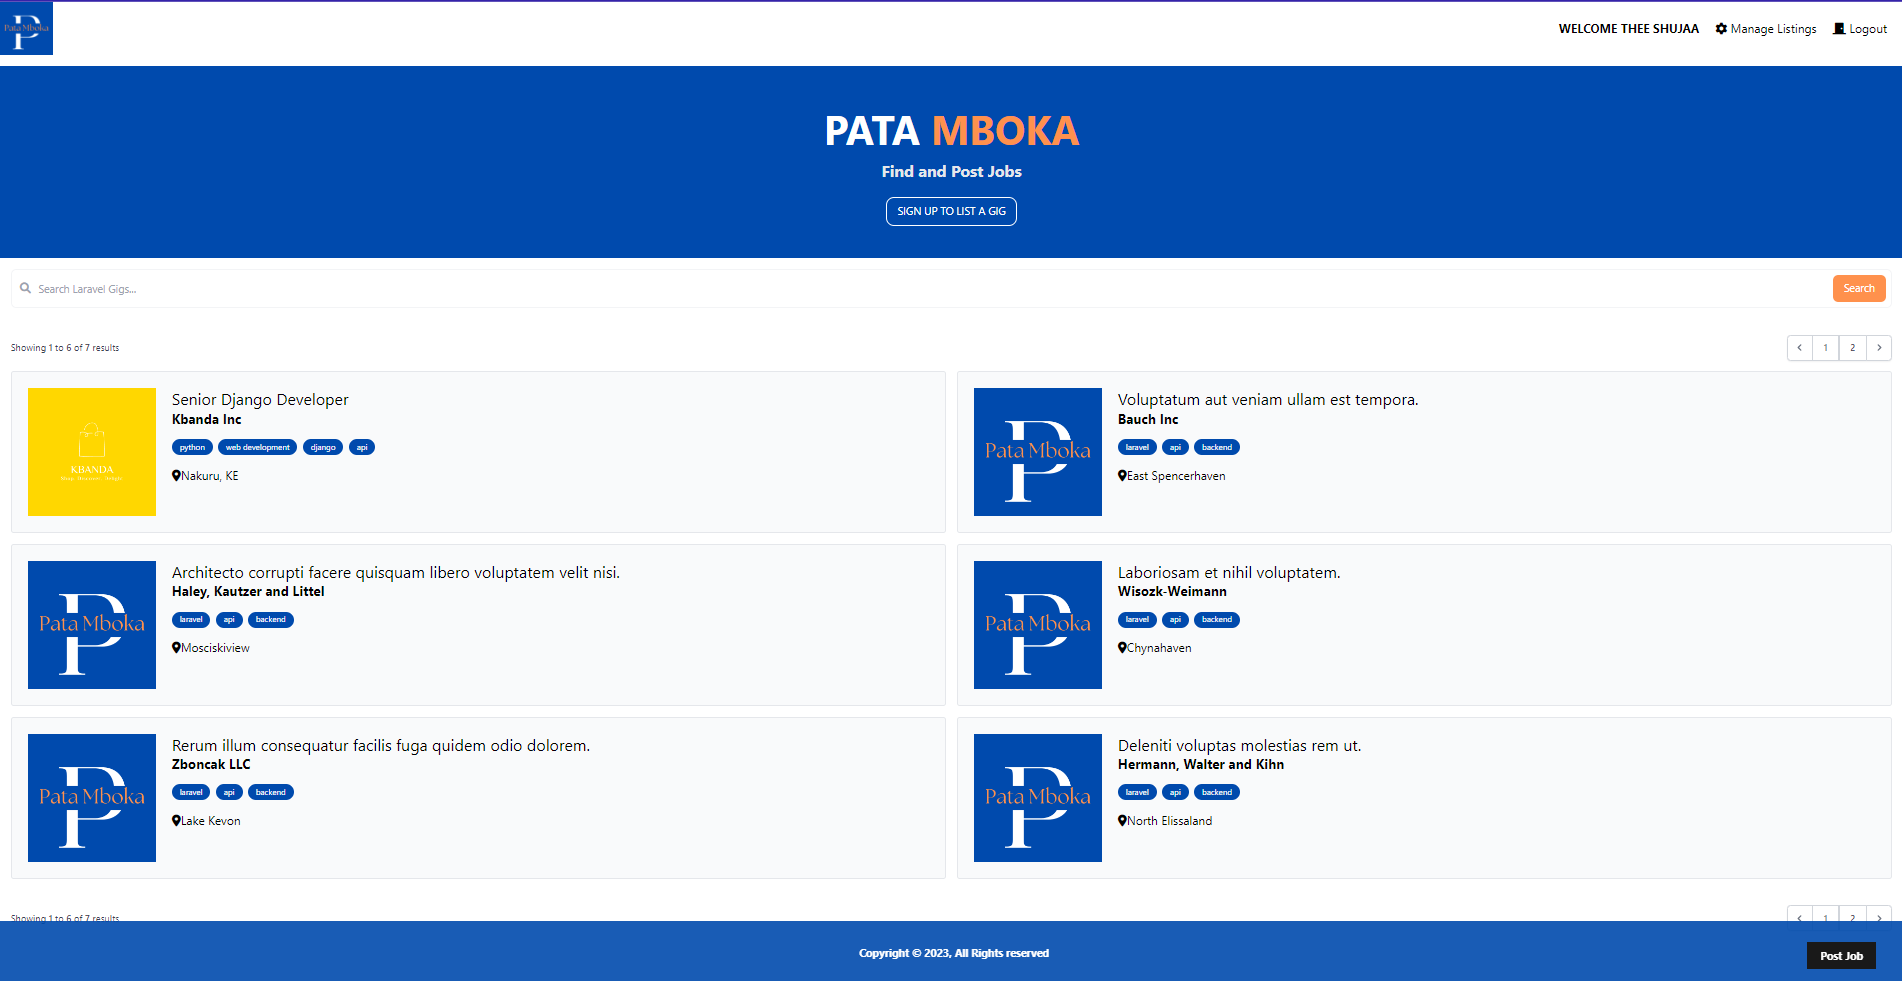 Pata Mboka
WELCOME THEE SHUJAA Manage Listings Logout
PATA MBOKA
Find and Post Jobs
SIGN UP TO LIST A GIG
Search Laravel Gigs...
Search
Showing 1 to 6 of 7 results
1 2
KBANDA
Senior Django Developer
Kbanda Inc
python web development django api
Nakuru, KE
Pata Mboka
Voluptatum aut veniam ullam est tempora.
Bauch Inc
laravel api backend
East Spencerhaven
Pata Mboka
Architecto corrupti facere quisquam libero voluptatem velit nisi.
Haley, Kautzer and Littel
laravel api backend
Mosciskiview
Pata Mboka
Laboriosam et nihil voluptatem.
Wisozk-Weimann
laravel api backend
Chynahaven
Pata Mboka
Rerum illum consequatur facilis fuga quidem odio dolorem.
Zboncak LLC
laravel api backend
Lake Kevon
Pata Mboka
Deleniti voluptas molestias rem ut.
Hermann, Walter and Kihn
laravel api backend
North Elissaland
Showing 1 to 6 of 7 results
1 2
Copyright © 2023, All Rights reserved
Post Job